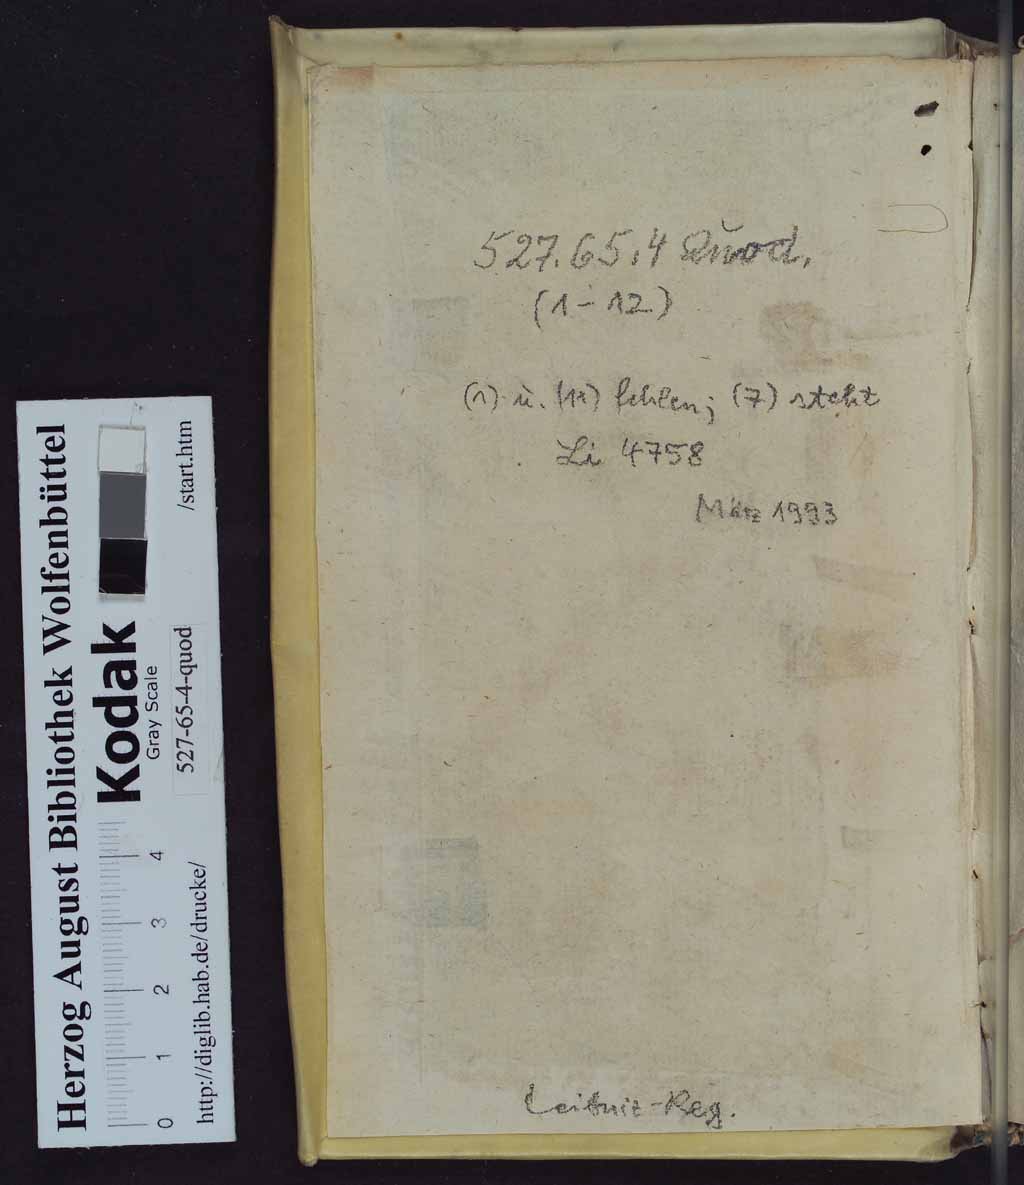 527.65.4 Quod.
(1-12)
(1) u. (11) fehlen; (7) steht
Li 4758
März 1993
Leibniz-Reg.
Herzog August Bibliothek Wolfenbüttel
Kodak
Gray Scale
527-65-4-quod
0 1 2 3 4
http://diglib.hab.de/drucke/ /start.htm